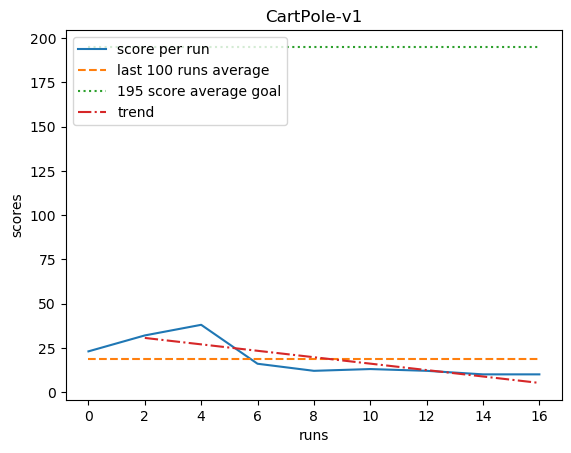 CartPole-v1
score per run
last 100 runs average
195 score average goal
trend
scores
200
175
150
125
100
75
50
25
0
0 2 4 6 8 10 12 14 16
runs